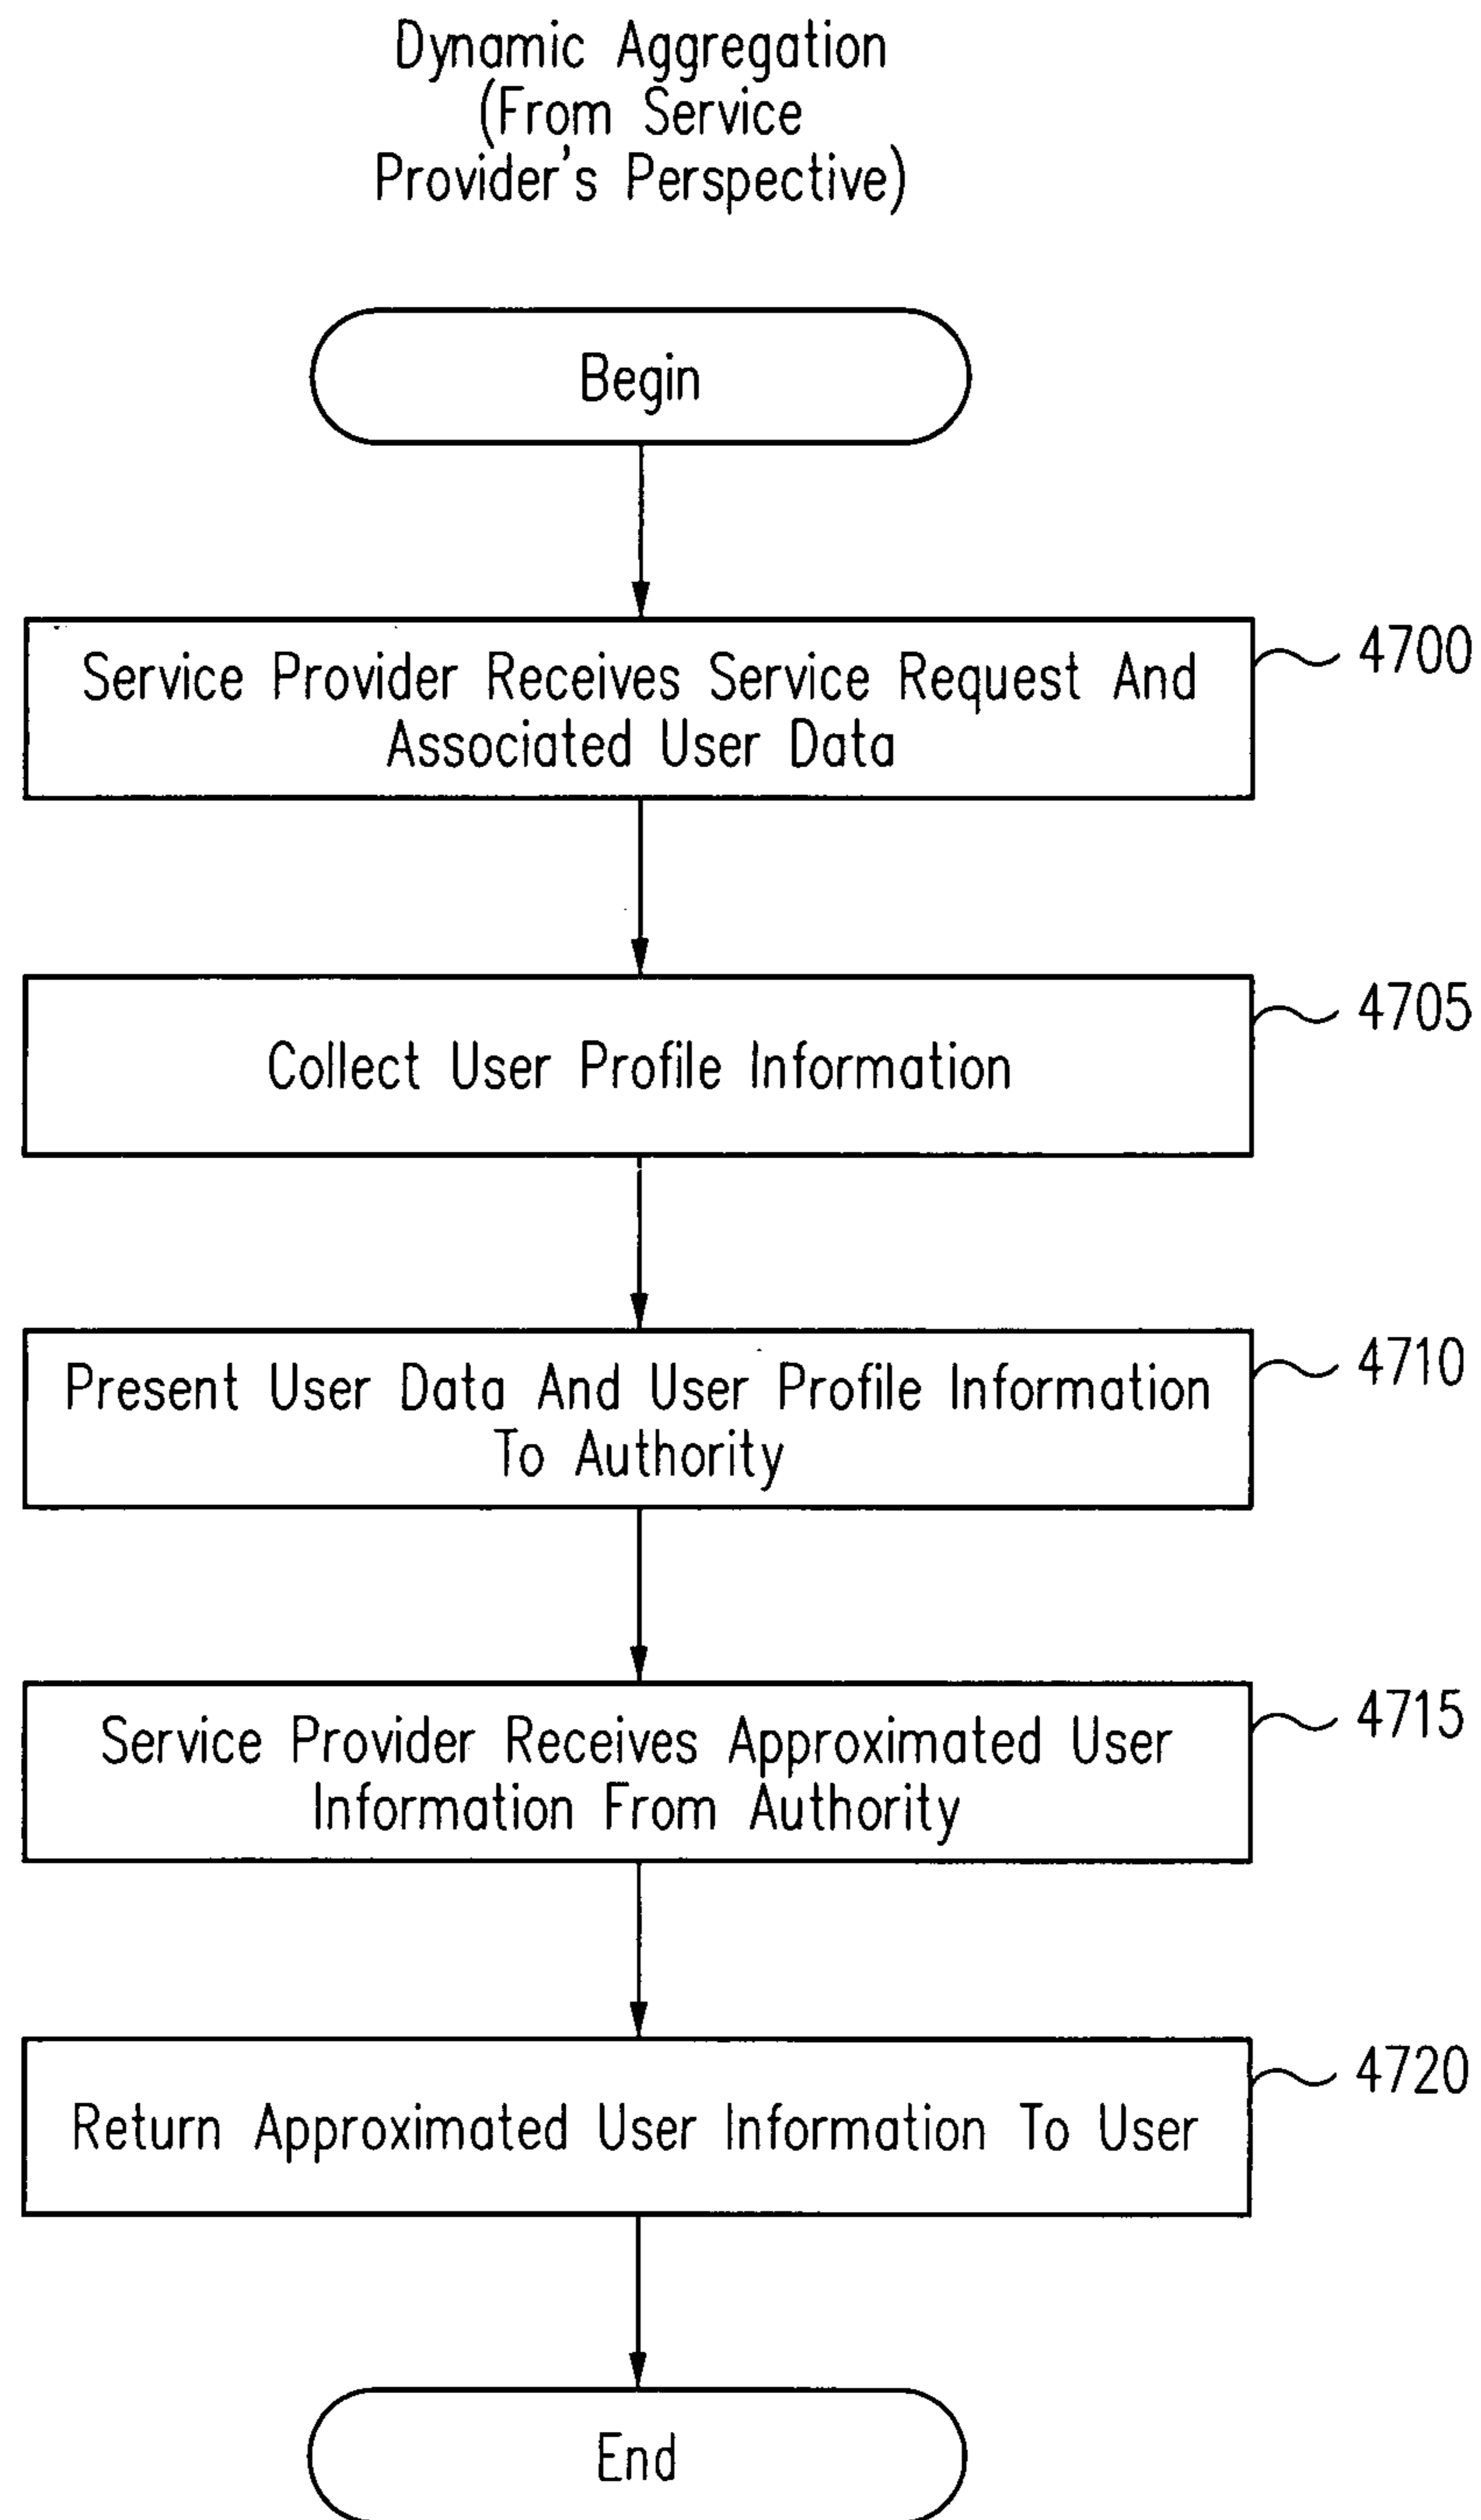 Dynamic Aggregation
(From Service
Provider's Perspective)
Begin
Service Provider Receives Service Request And
Associated User Data
4700
Collect User Profile Information
4705
Present User Data And User Profile Information
To Authority
4710
Service Provider Receives Approximated User
Information From Authority
4715
Return Approximated User Information To User
4720
End